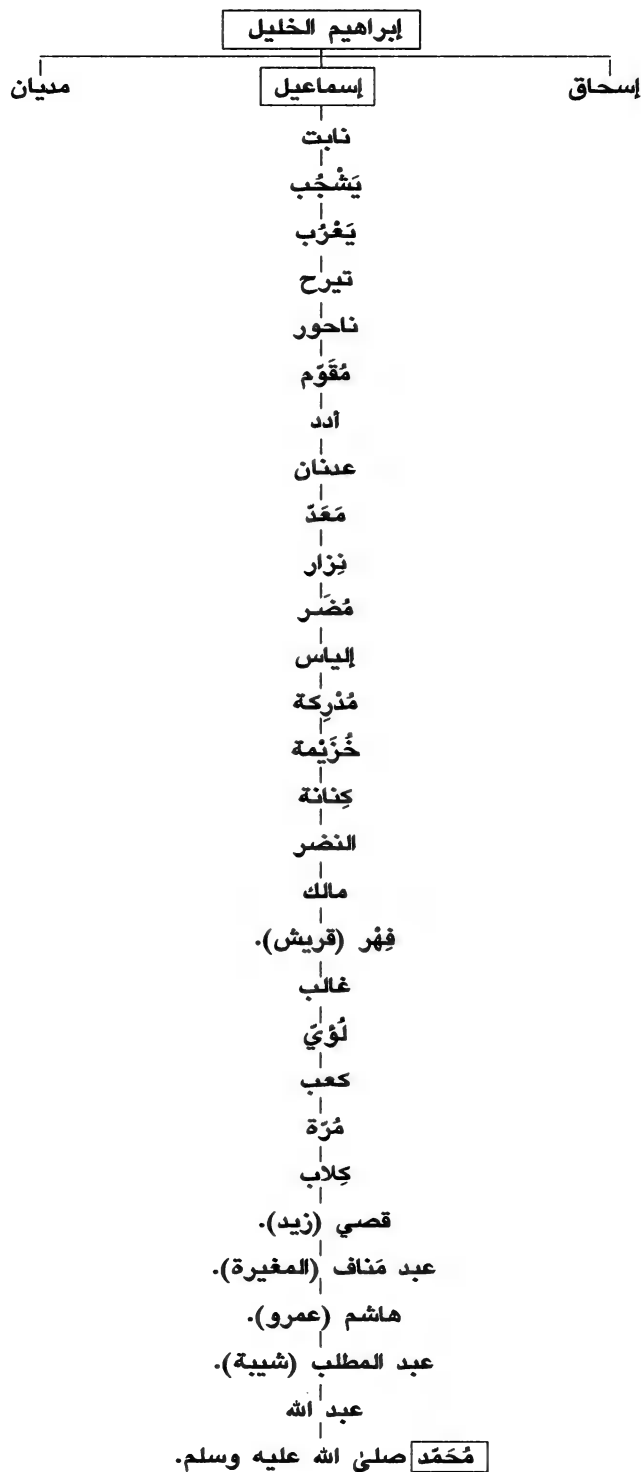 إبراهيم الخليل
إسحاق إسماعيل مديان
نابت
يَشْجُب
يَعْرُب
تيرح
ناحور
مُقَوّم
أدد
عدنان
مَعَدّ
نِزار
مُضَر
إلياس
مُدْرِكة
خُزَيْمة
كِنانة
النضر
مالك
فِهْر (قريش).
غالب
لُؤيّ
كعب
مُرّة
كِلاب
قصي (زيد).
عبد مَناف (المغيرة).
هاشم (عمرو).
عبد المطلب (شيبة).
عبد الله
مُحَمّد صلىٰ الله عليه وسلم.